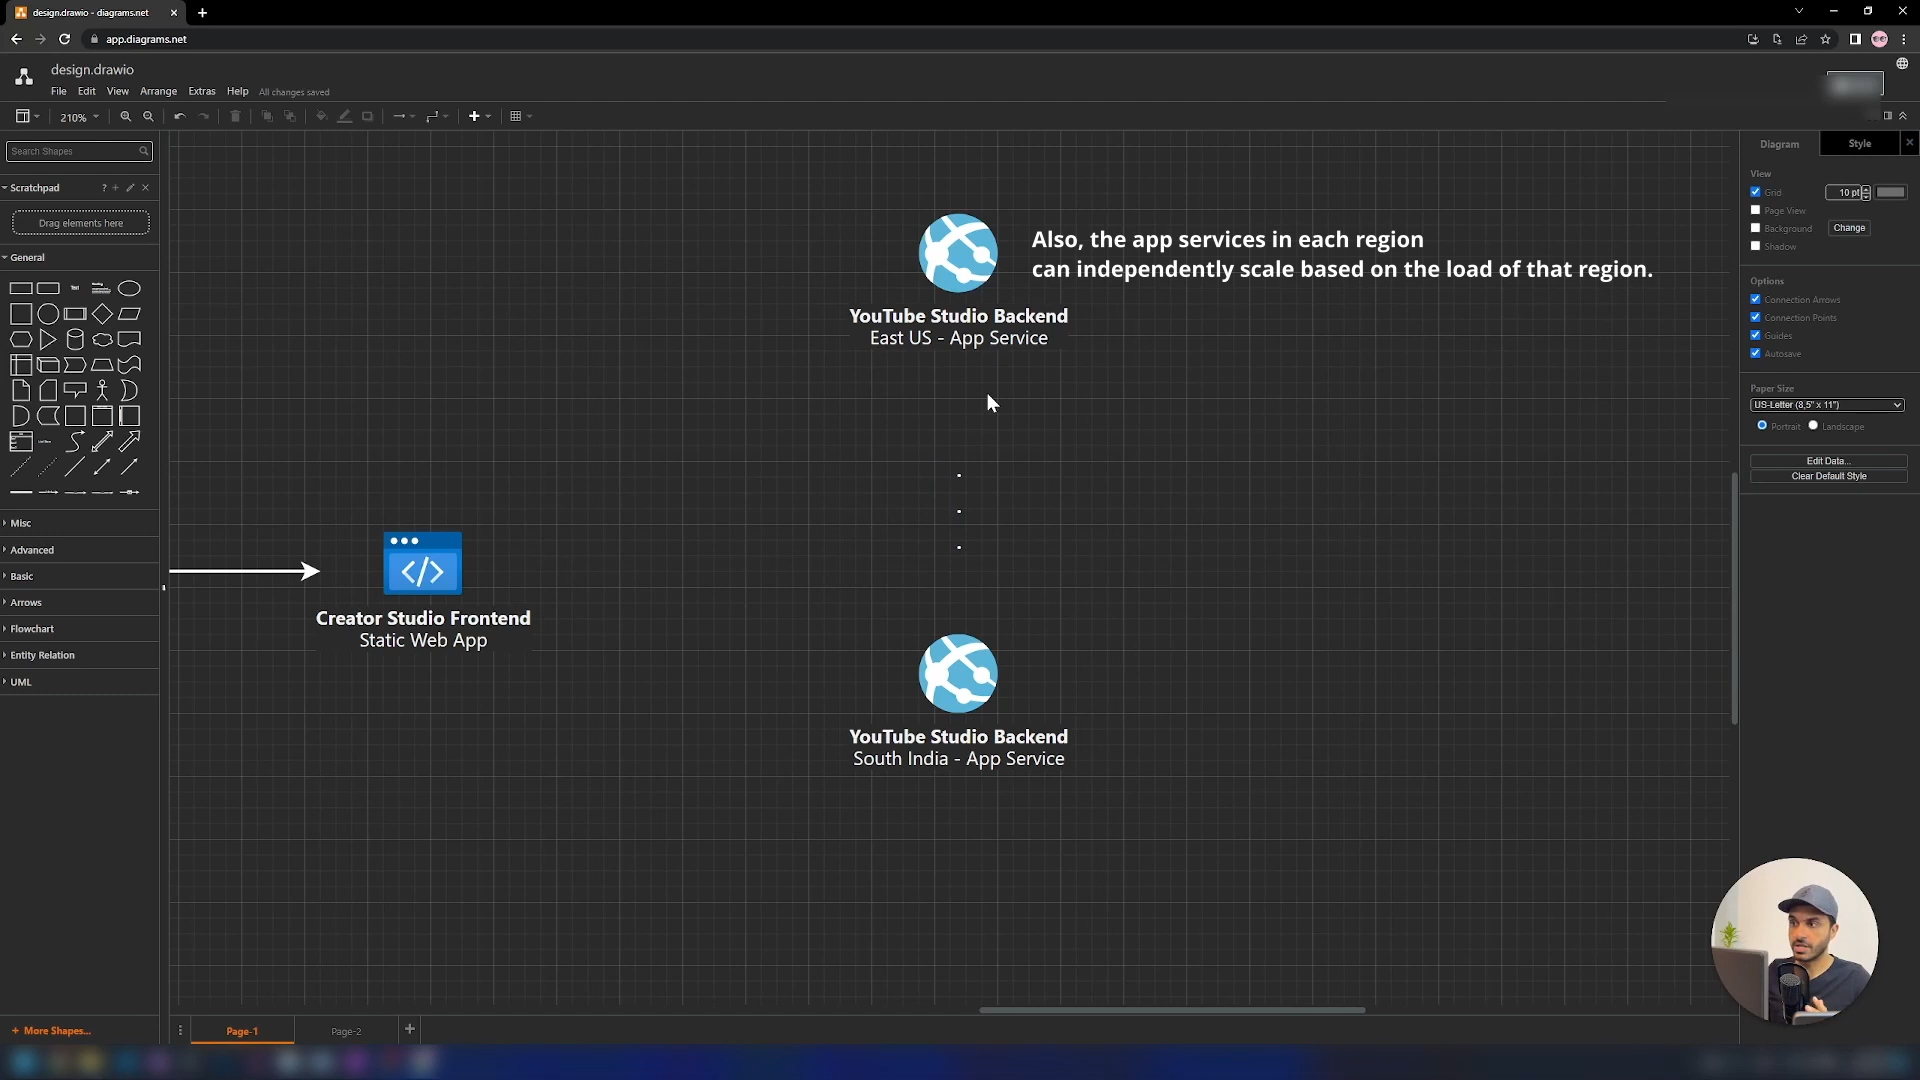 design.drawio - diagrams.net
app.diagrams.net
design.drawio
File Edit View Arrange Extras Help All changes saved
210%
Search Shapes
Scratchpad
Drag elements here
General
Text
Misc
Advanced
Basic
Arrows
Flowchart
Entity Relation
UML
+ More Shapes...
Also, the app services in each region
can independently scale based on the load of that region.
YouTube Studio Backend
East US - App Service
.
.
.
Creator Studio Frontend
Static Web App
YouTube Studio Backend
South India - App Service
Page-1 Page-2
Diagram Style
View
Grid 10 pt
Page View
Background Change
Shadow
Options
Connection Arrows
Connection Points
Guides
Autosave
Paper Size
US-Letter (8,5" x 11")
Portrait Landscape
Edit Data...
Clear Default Style